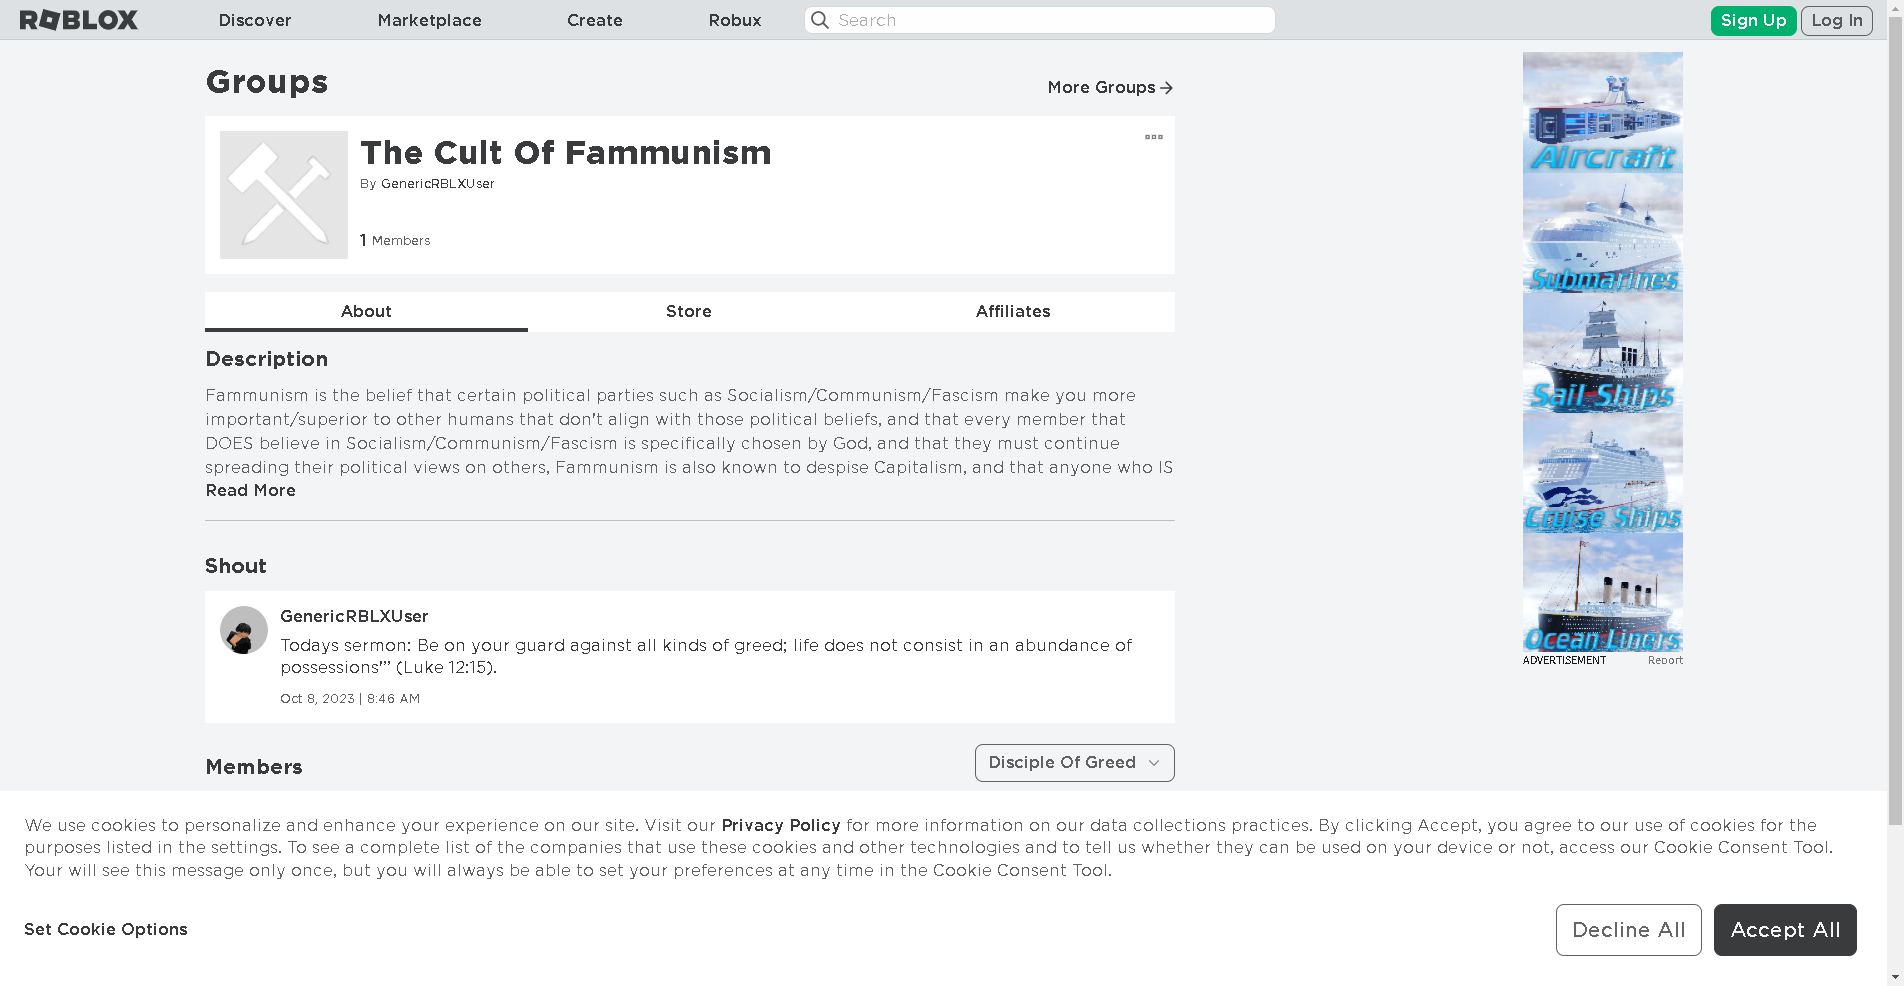 ROBLOX
Discover
Marketplace
Create
Robux
Search
Sign Up
Log In
Groups
More Groups
The Cult Of Fammunism
By GenericRBLXUser
1 Members
About
Store
Affiliates
Description
Fammunism is the belief that certain political parties such as Socialism/Communism/Fascism make you more
important/superior to other humans that don't align with those political beliefs, and that every member that
DOES believe in Socialism/Communism/Fascism is specifically chosen by God, and that they must continue
spreading their political views on others, Fammunism is also known to despise Capitalism, and that anyone who IS
Read More
Shout
GenericRBLXUser
Todays sermon: Be on your guard against all kinds of greed; life does not consist in an abundance of
possessions'” (Luke 12:15).
Oct 8, 2023 | 8:46 AM
Members
Disciple Of Greed
Aircraft
Submarines
Sail Ships
Cruise Ships
Ocean Liners
ADVERTISEMENT
Report
We use cookies to personalize and enhance your experience on our site. Visit our Privacy Policy for more information on our data collections practices. By clicking Accept, you agree to our use of cookies for the
purposes listed in the settings. To see a complete list of the companies that use these cookies and other technologies and to tell us whether they can be used on your device or not, access our Cookie Consent Tool.
Your will see this message only once, but you will always be able to set your preferences at any time in the Cookie Consent Tool.
Set Cookie Options
Decline All
Accept All